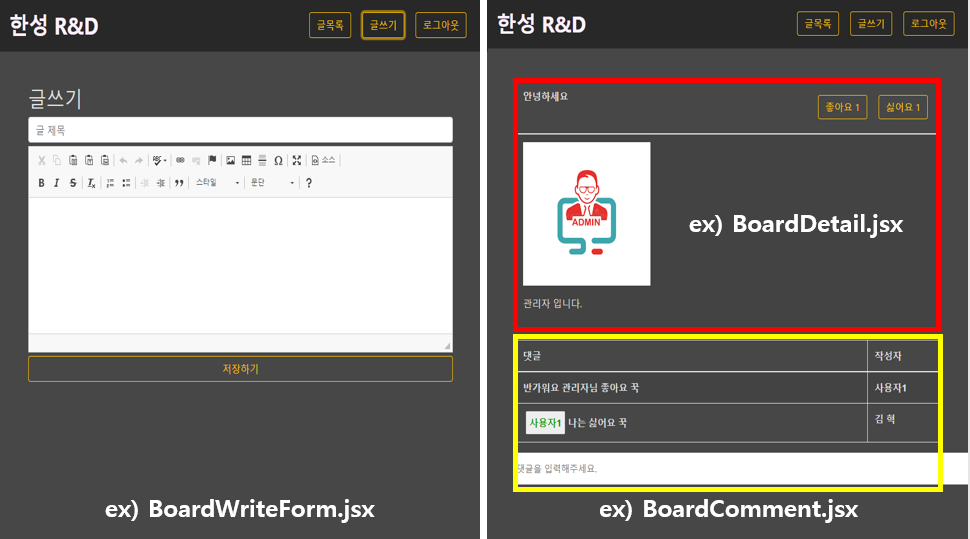 한성 R&D
글목록
글쓰기
로그아웃
글쓰기
글 제목
소스
B I S Ix
스타일
문단
?
저장하기
ex) BoardWriteForm.jsx
한성 R&D
글목록
글쓰기
로그아웃
안녕하세요
좋아요 1
싫어요 1
ADMIN
ex) BoardDetail.jsx
관리자 입니다.
댓글 작성자
반가워요 관리자님 좋아요 꾹 사용자1
사용자1 나는 싫어요 꾹 김 혁
댓글을 입력해주세요.
ex) BoardComment.jsx